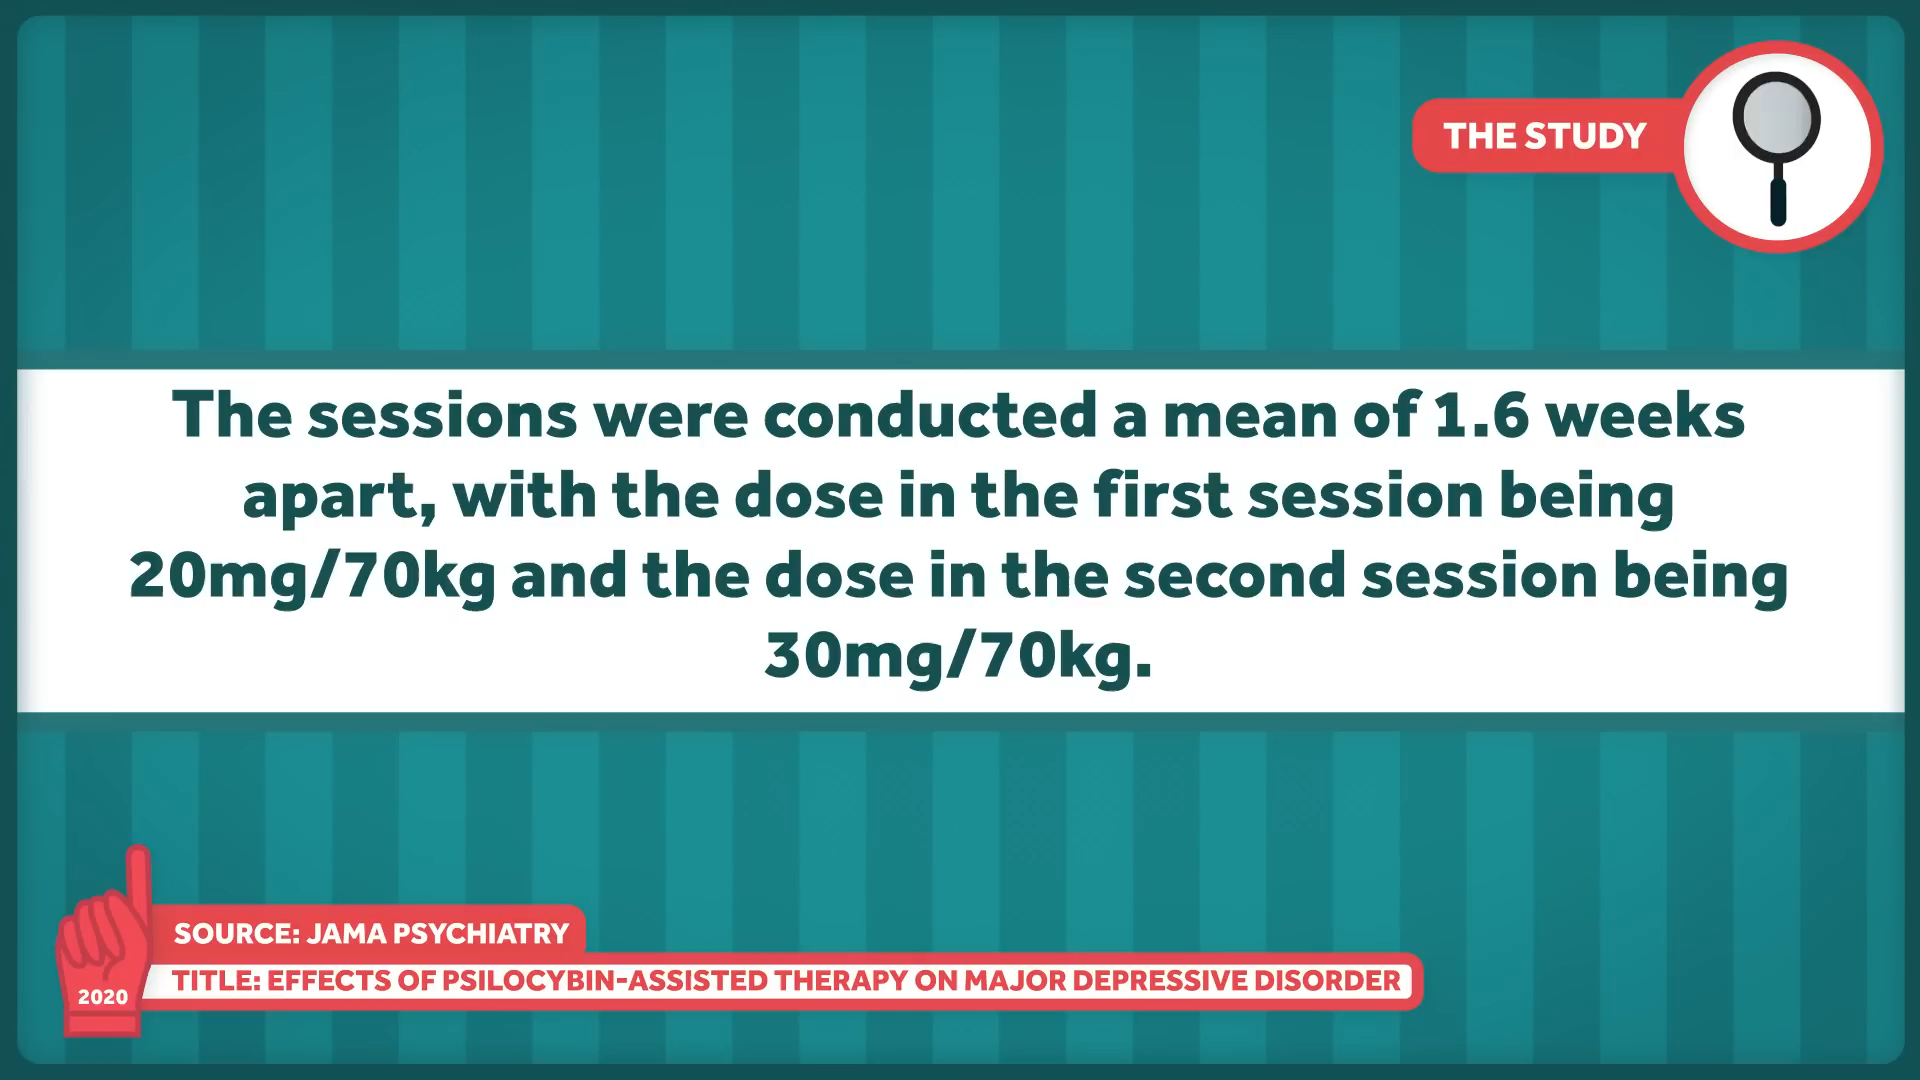 THE STUDY
The sessions were conducted a mean of 1.6 weeks
apart, with the dose in the first session being
20mg/70kg and the dose in the second session being
30mg/70kg.
SOURCE: JAMA PSYCHIATRY
TITLE: EFFECTS OF PSILOCYBIN-ASSISTED THERAPY ON MAJOR DEPRESSIVE DISORDER
2020